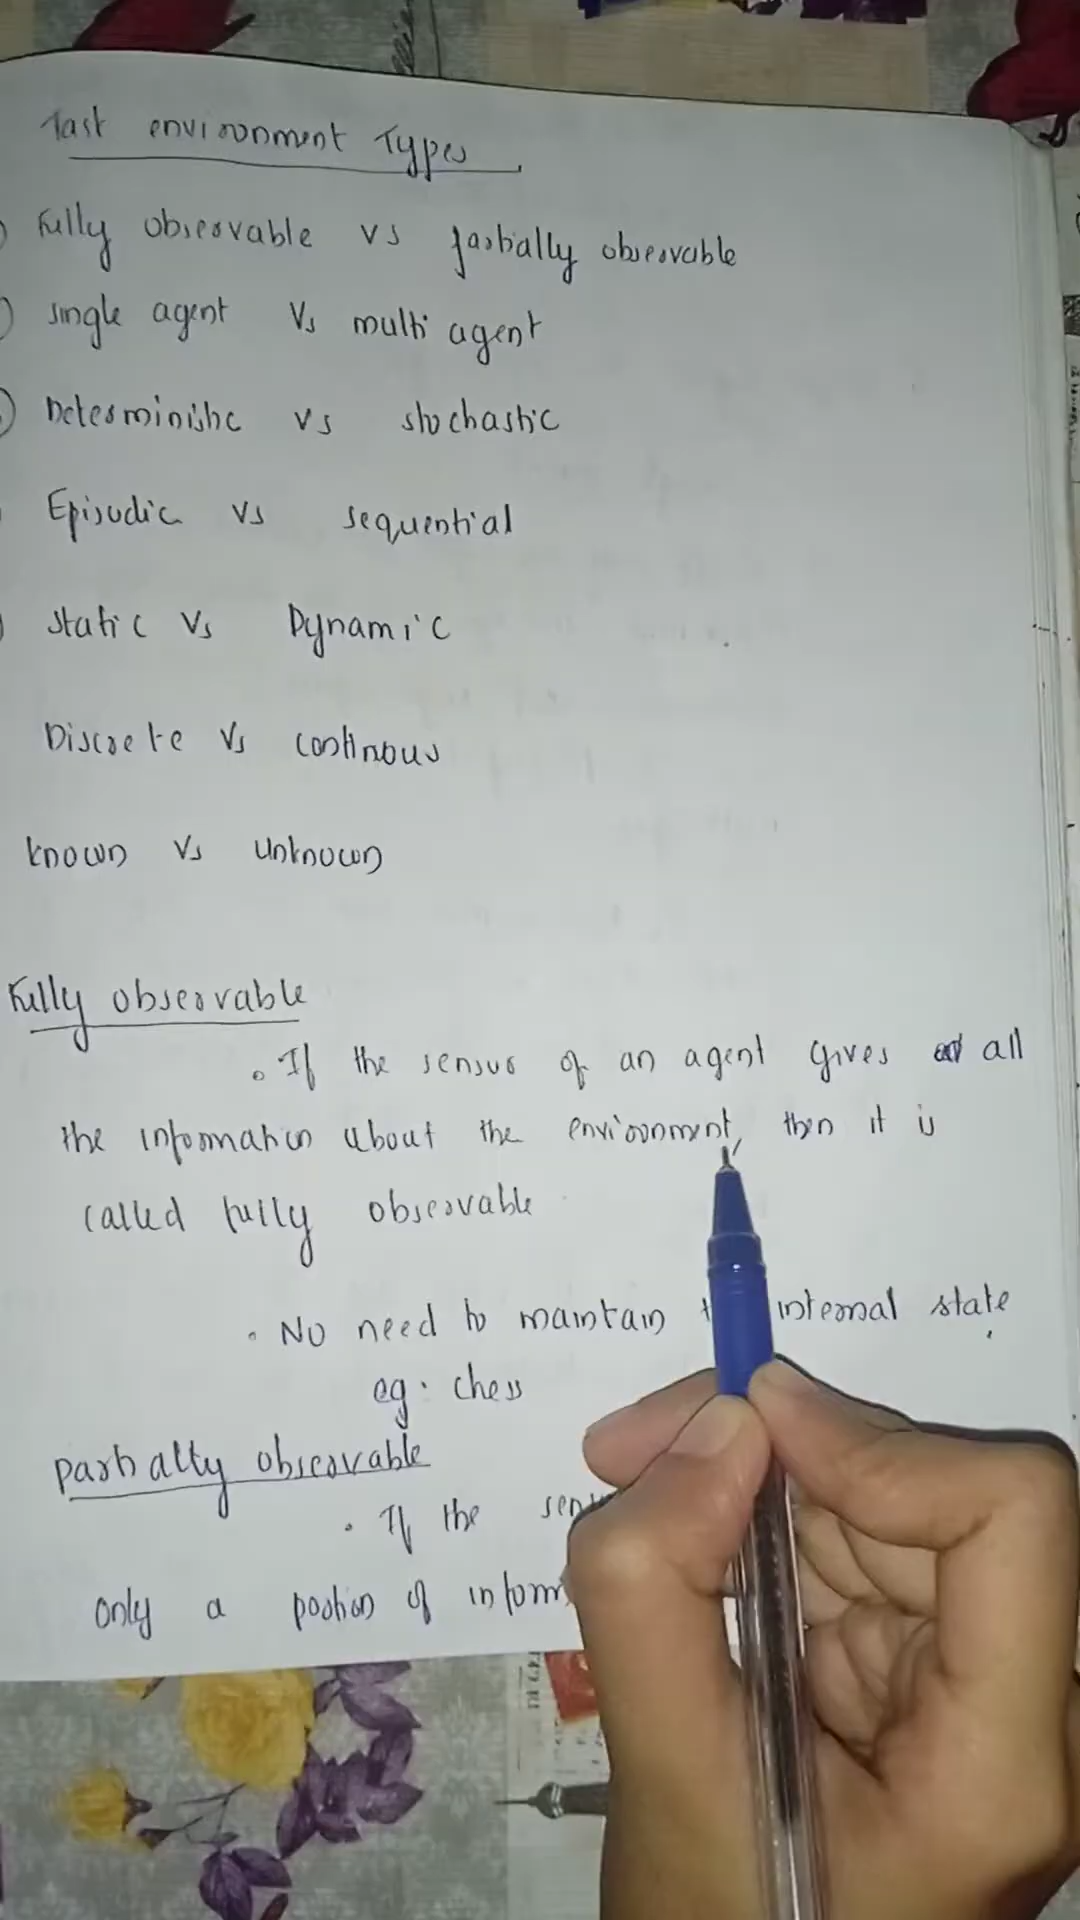 Task environment Types
Fully observable vs partially observable
single agent Vs multi agent
Deterministic vs stochastic
Episodic vs sequential
static Vs Dynamic
Discrete Vs continous
known Vs unknown
Fully observable
. If the sensus of an agent gives all
the information about the environment, then it is
called fully observable
. No need to maintain internal state
eg: chess
partially observable
. If the
only a portion of